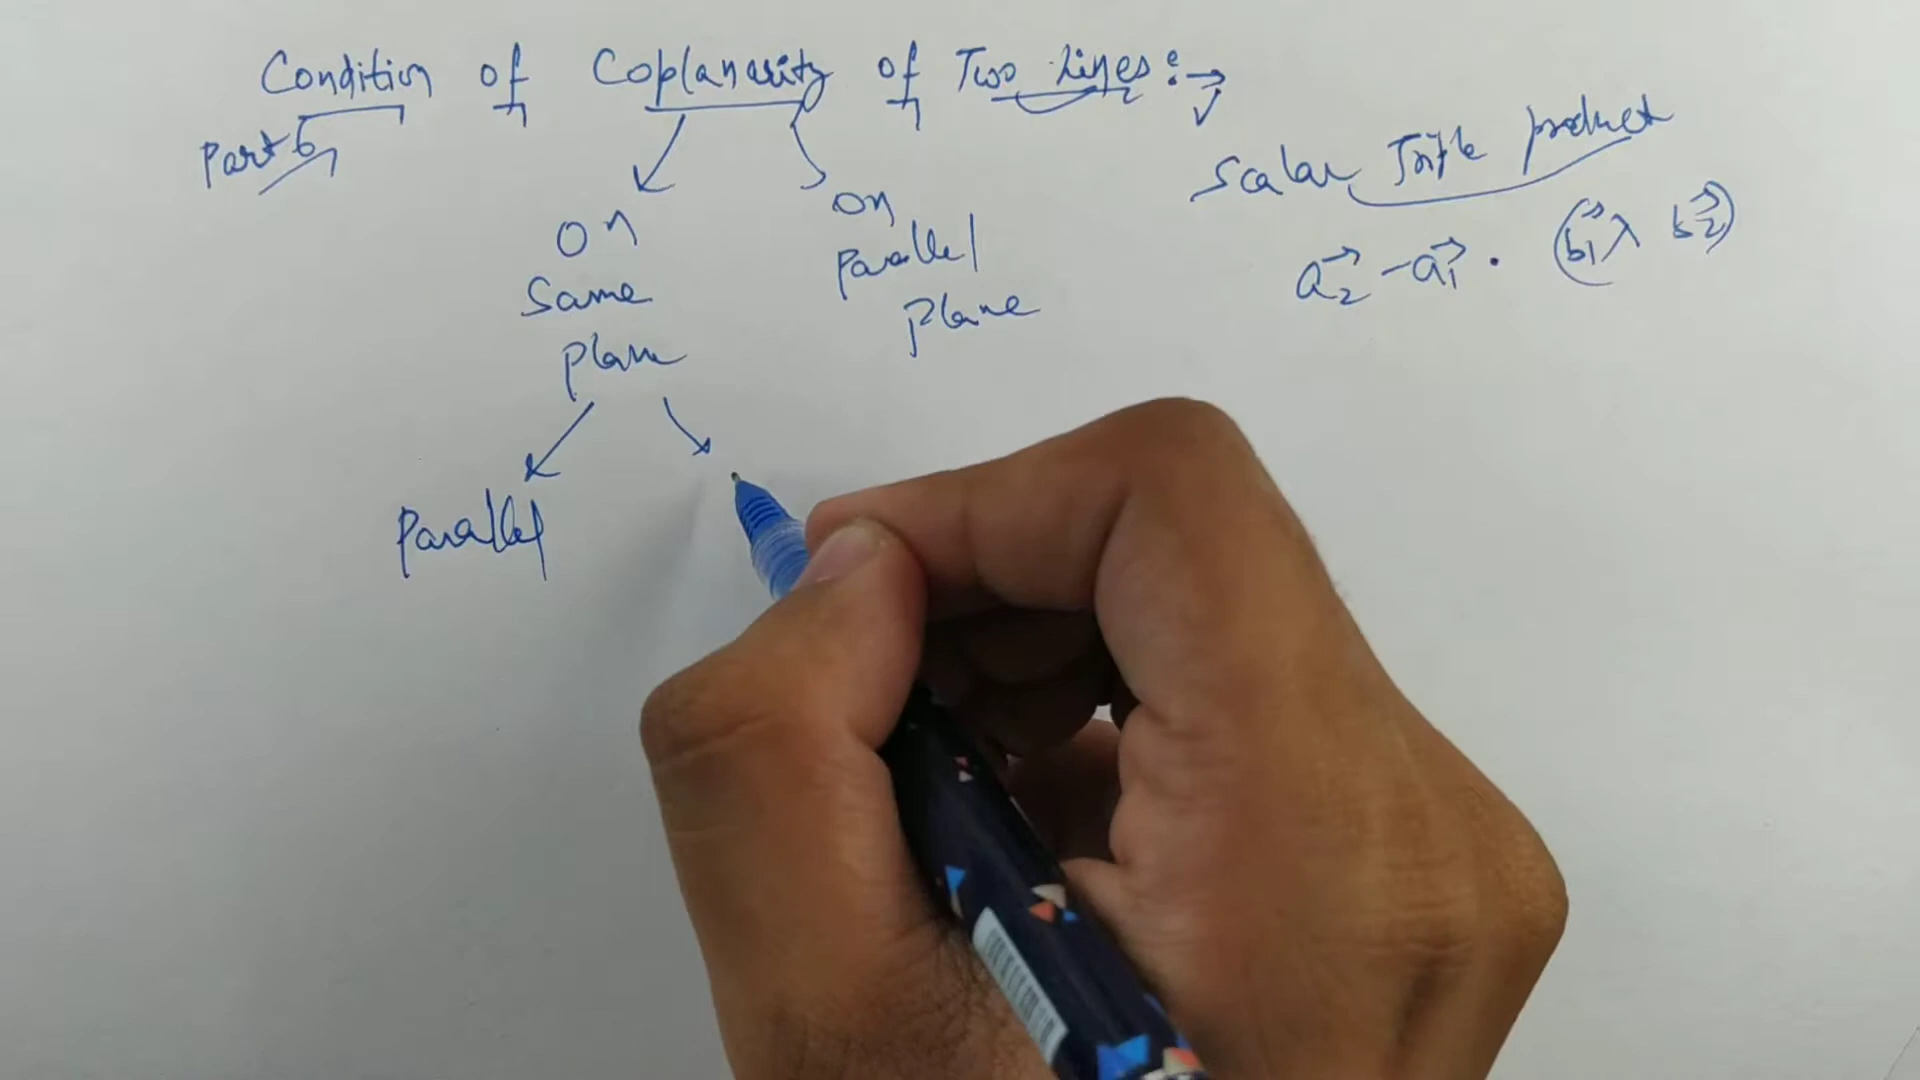 Condition of Coplanarity of Two Lines :→
Part 6
Scalar Triple product
a₂⃗ - a₁⃗ · (b₁⃗ λ b₂⃗)
On
Same
plane
On
Parallel
Plane
Parallel